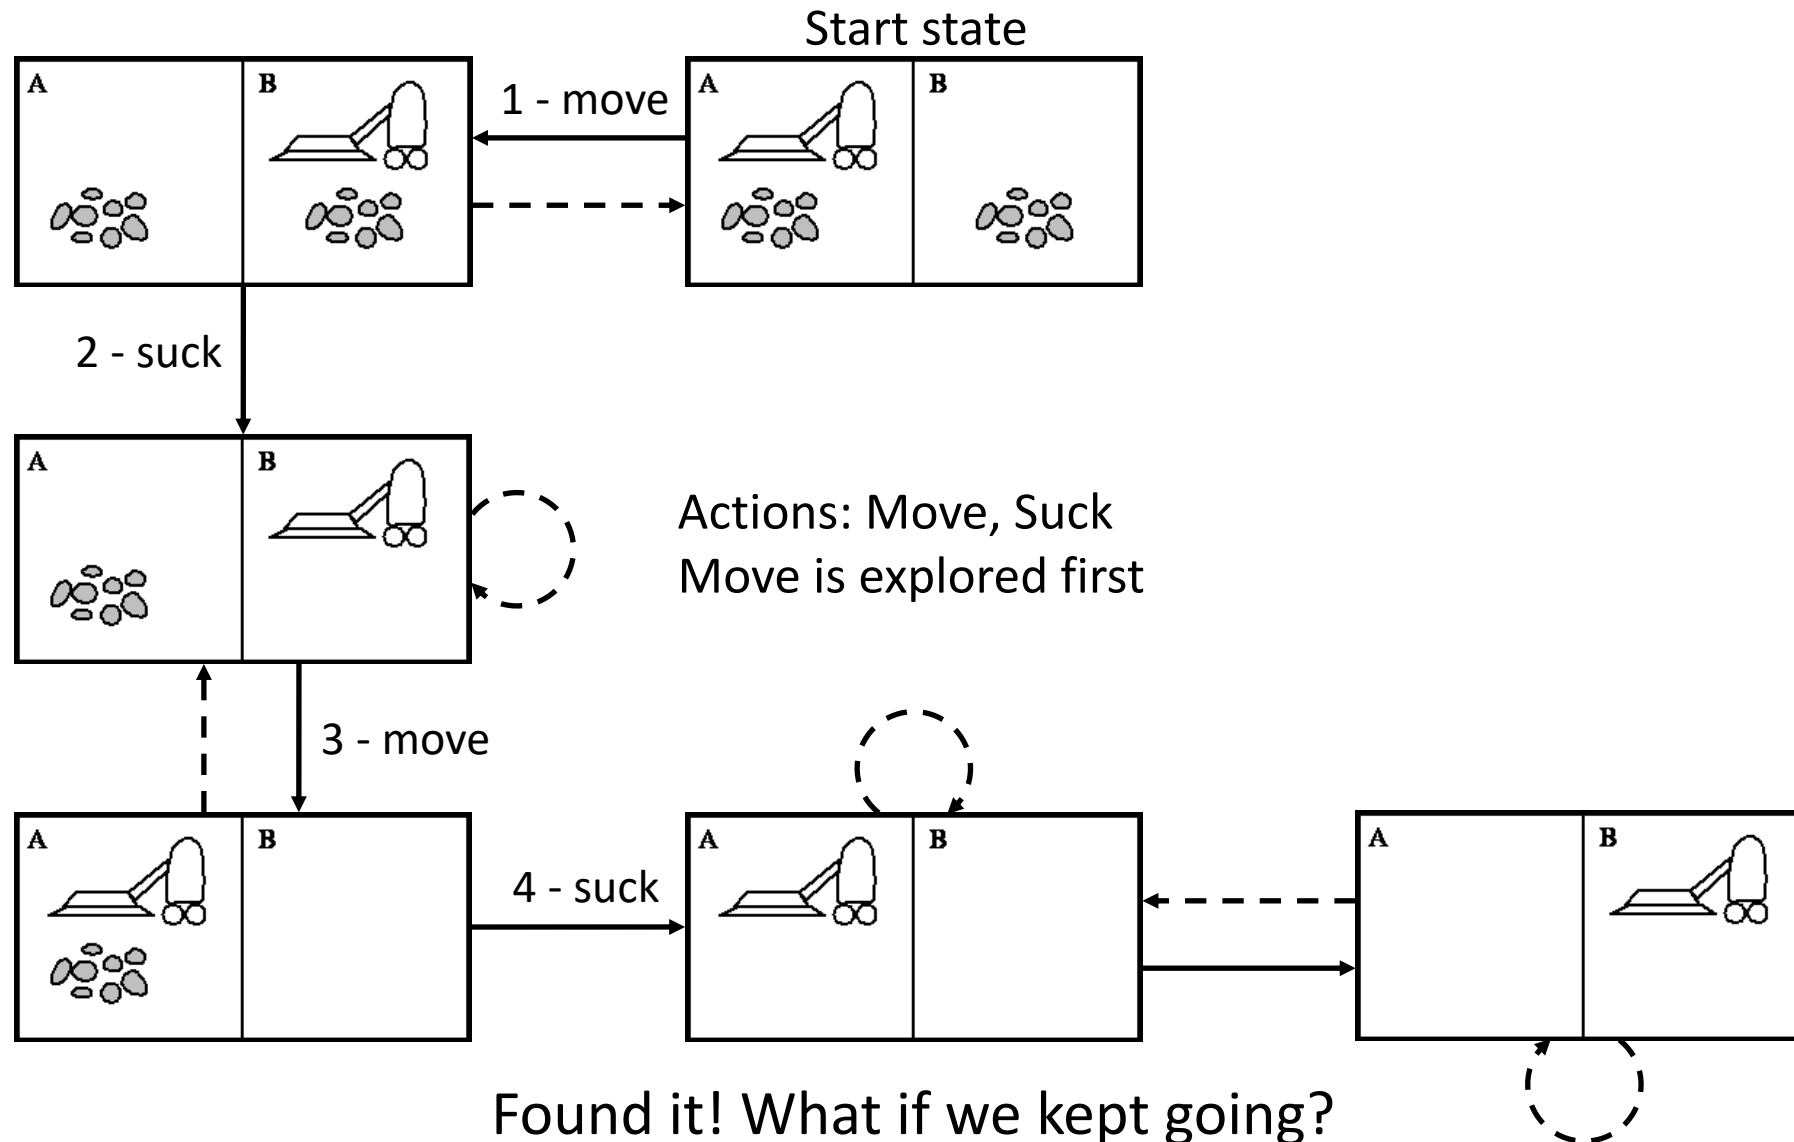 Start state
A B
1 - move
A B
2 - suck
A B
Actions: Move, Suck
Move is explored first
3 - move
A B
4 - suck
A B
A B
Found it! What if we kept going?